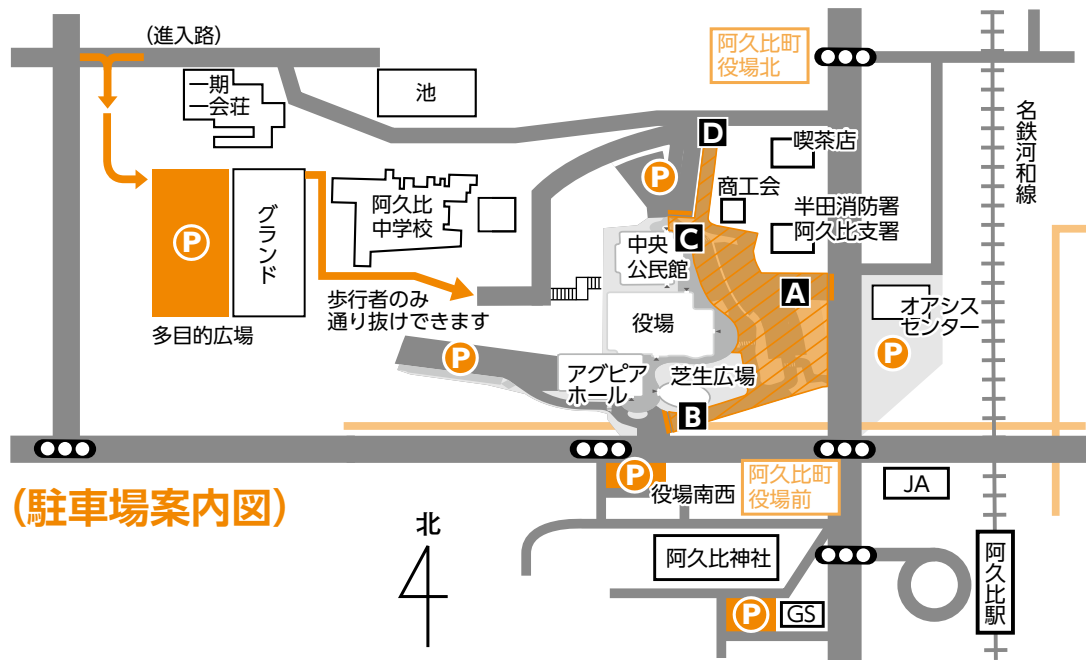 (進入路)
阿久比町
役場北
一期
一会荘
池
D
喫茶店
名鉄河和線
P
商工会
阿久比
中学校
半田消防署
阿久比支署
グランド
P
C
中央
公民館
A
歩行者のみ
通り抜けできます
役場
オアシス
センター
多目的広場
P
P
アグピア
ホール
芝生広場
B
P
役場南西
阿久比町
役場前
JA
(駐車場案内図)
北
阿久比神社
阿久比駅
P
GS